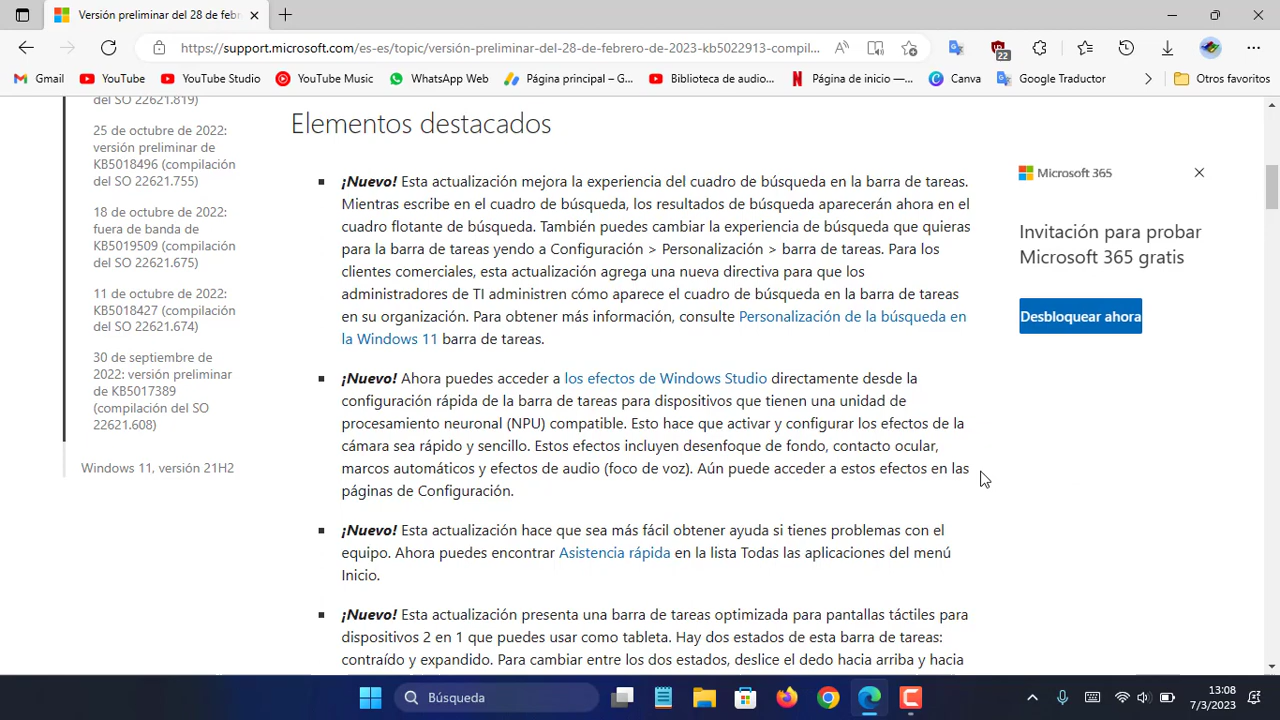 Versión preliminar del 28 de feb
https://support.microsoft.com/es-es/topic/versión-preliminar-del-28-de-febrero-de-2023-kb5022913-compil...
22
Gmail
YouTube
YouTube Studio
YouTube Music
WhatsApp Web
Página principal – G...
Biblioteca de audio...
Página de inicio —...
Canva
Google Traductor
Otros favoritos
del SO 22621.819)
25 de octubre de 2022:
versión preliminar de
KB5018496 (compilación
del SO 22621.755)
18 de octubre de 2022:
fuera de banda de
KB5019509 (compilación
del SO 22621.675)
11 de octubre de 2022:
KB5018427 (compilación
del SO 22621.674)
30 de septiembre de
2022: versión preliminar
de KB5017389
(compilación del SO
22621.608)
Windows 11, versión 21H2
Elementos destacados
¡Nuevo! Esta actualización mejora la experiencia del cuadro de búsqueda en la barra de tareas.
Mientras escribe en el cuadro de búsqueda, los resultados de búsqueda aparecerán ahora en el
cuadro flotante de búsqueda. También puedes cambiar la experiencia de búsqueda que quieras
para la barra de tareas yendo a Configuración > Personalización > barra de tareas. Para los
clientes comerciales, esta actualización agrega una nueva directiva para que los
administradores de TI administren cómo aparece el cuadro de búsqueda en la barra de tareas
en su organización. Para obtener más información, consulte Personalización de la búsqueda en
la Windows 11 barra de tareas.
¡Nuevo! Ahora puedes acceder a los efectos de Windows Studio directamente desde la
configuración rápida de la barra de tareas para dispositivos que tienen una unidad de
procesamiento neuronal (NPU) compatible. Esto hace que activar y configurar los efectos de la
cámara sea rápido y sencillo. Estos efectos incluyen desenfoque de fondo, contacto ocular,
marcos automáticos y efectos de audio (foco de voz). Aún puede acceder a estos efectos en las
páginas de Configuración.
¡Nuevo! Esta actualización hace que sea más fácil obtener ayuda si tienes problemas con el
equipo. Ahora puedes encontrar Asistencia rápida en la lista Todas las aplicaciones del menú
Inicio.
¡Nuevo! Esta actualización presenta una barra de tareas optimizada para pantallas táctiles para
dispositivos 2 en 1 que puedes usar como tableta. Hay dos estados de esta barra de tareas:
contraído y expandido. Para cambiar entre los dos estados, deslice el dedo hacia arriba y hacia
Microsoft 365
Invitación para probar
Microsoft 365 gratis
Desbloquear ahora
Búsqueda
13:08
7/3/2023